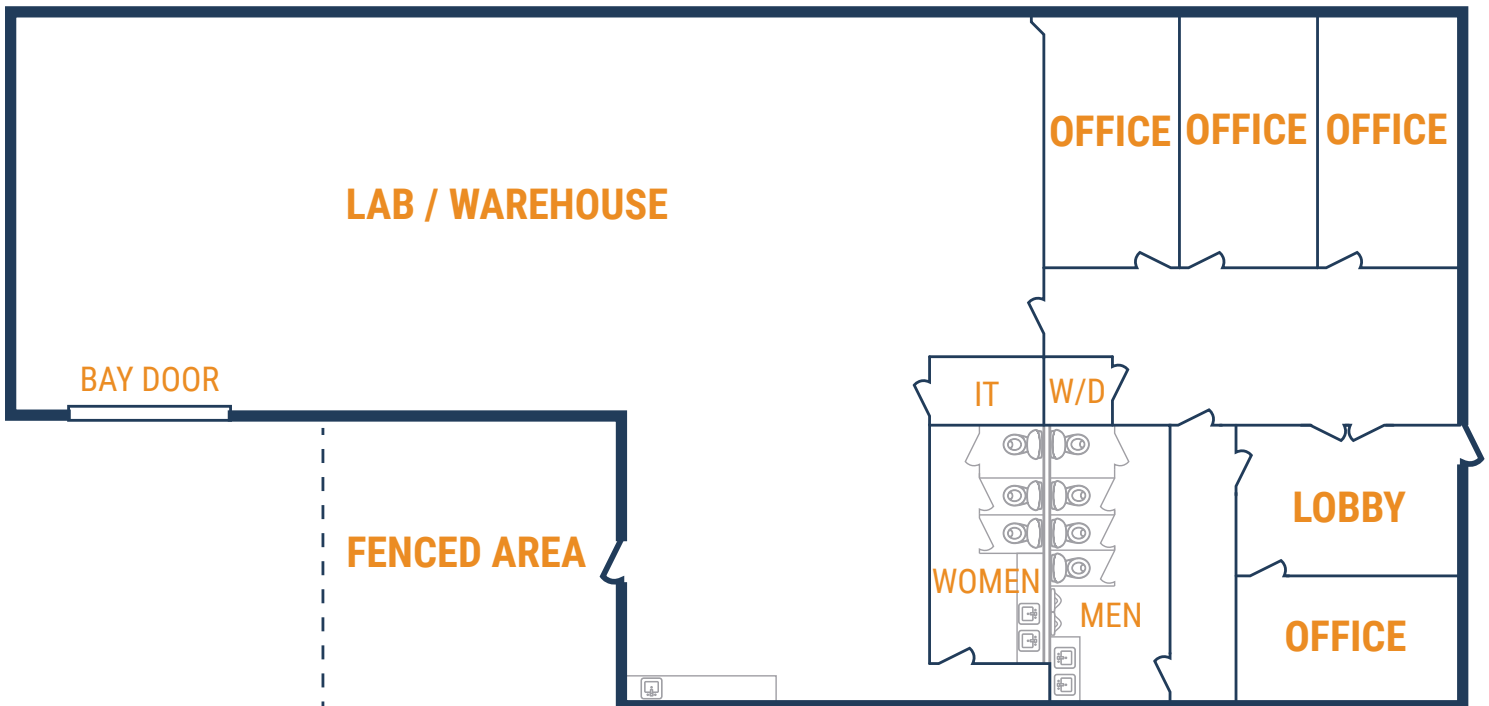 OFFICE
OFFICE
OFFICE
LAB / WAREHOUSE
BAY DOOR
IT
W/D
LOBBY
FENCED AREA
WOMEN
MEN
OFFICE